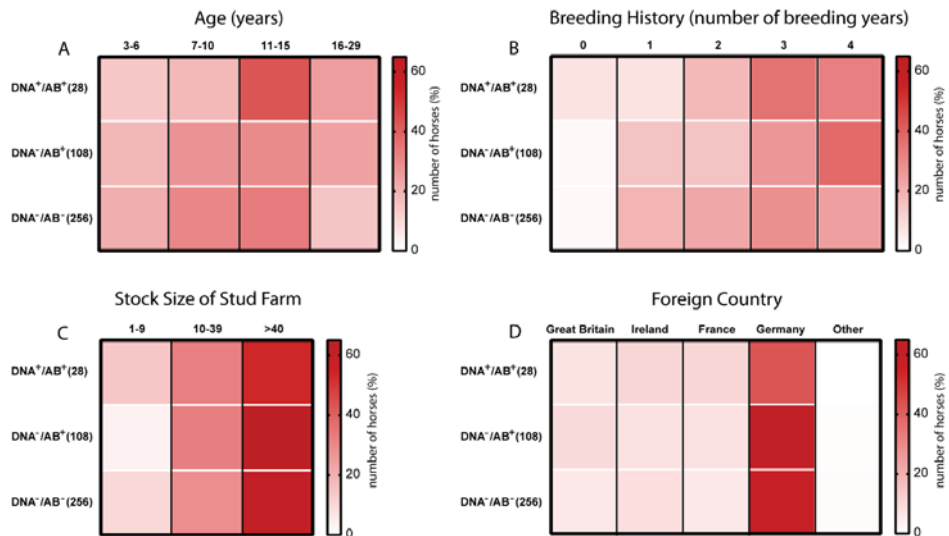 Age (years)
A
3-6 7-10 11-15 16-29
DNA⁺/AB⁺(28)
DNA⁻/AB⁺(108)
DNA⁻/AB⁻(256)
60
40
20
0
number of horses (%)
Breeding History (number of breeding years)
B
0 1 2 3 4
DNA⁺/AB⁺(28)
DNA⁻/AB⁺(108)
DNA⁻/AB⁻(256)
60
40
20
0
number of horses (%)
Stock Size of Stud Farm
C
1-9 10-39 >40
DNA⁺/AB⁺(28)
DNA⁻/AB⁺(108)
DNA⁻/AB⁻(256)
60
40
20
0
number of horses (%)
Foreign Country
D
Great Britain Ireland France Germany Other
DNA⁺/AB⁺(28)
DNA⁻/AB⁺(108)
DNA⁻/AB⁻(256)
60
40
20
0
number of horses (%)